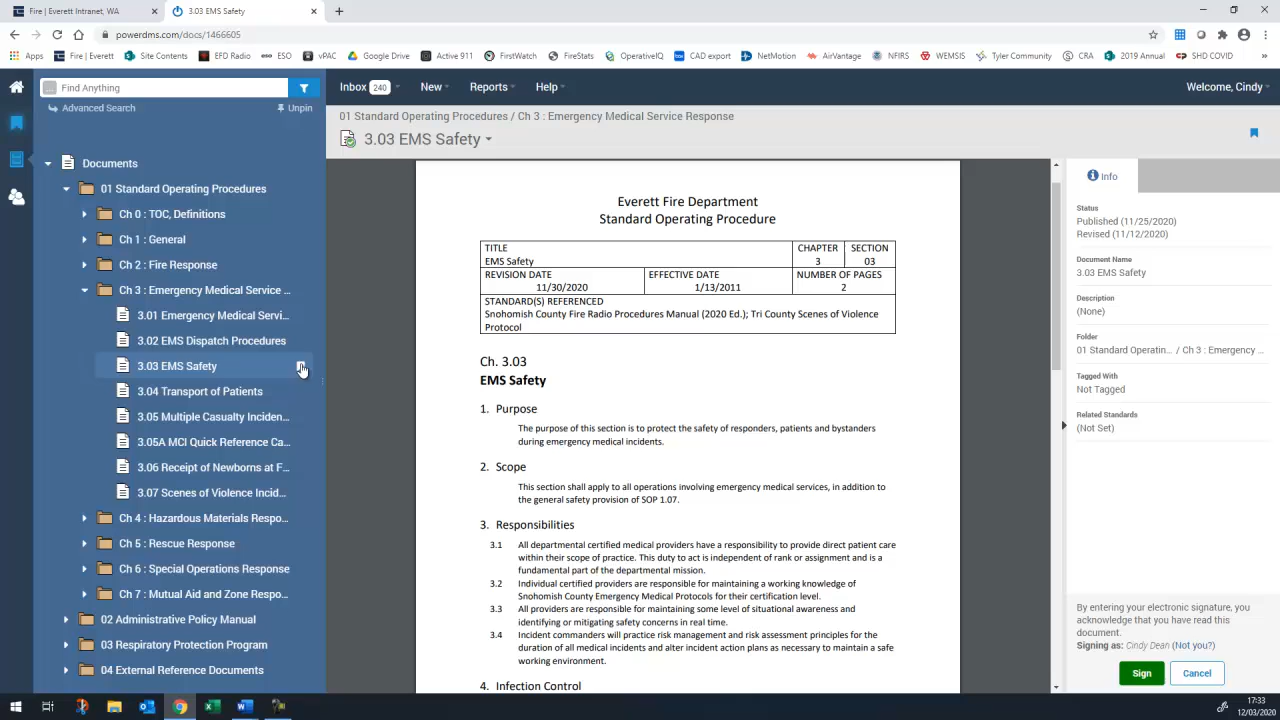 Fire | Everett Intranet, WA
3.03 EMS Safety
powerdms.com/docs/1466605
Apps
Fire | Everett
Site Contents
EFD Radio
ESO
vPAC
Google Drive
Active 911
FirstWatch
FireStats
OperativeIQ
CAD export
NetMotion
AirVantage
NFIRS
WEMSIS
Tyler Community
CRA
2019 Annual
SHD COVID
Find Anything
Advanced Search
Unpin
Inbox 240
New
Reports
Help
Welcome, Cindy
Documents
01 Standard Operating Procedures
Ch 0 : TOC, Definitions
Ch 1 : General
Ch 2 : Fire Response
Ch 3 : Emergency Medical Service ...
3.01 Emergency Medical Servi...
3.02 EMS Dispatch Procedures
3.03 EMS Safety
3.04 Transport of Patients
3.05 Multiple Casualty Inciden...
3.05A MCI Quick Reference Ca...
3.06 Receipt of Newborns at F...
3.07 Scenes of Violence Incid...
Ch 4 : Hazardous Materials Respo...
Ch 5 : Rescue Response
Ch 6 : Special Operations Response
Ch 7 : Mutual Aid and Zone Respo...
02 Administrative Policy Manual
03 Respiratory Protection Program
04 External Reference Documents
01 Standard Operating Procedures / Ch 3 : Emergency Medical Service Response
3.03 EMS Safety
Everett Fire Department
Standard Operating Procedure
TITLE
EMS Safety
CHAPTER
3
SECTION
03
REVISION DATE
11/30/2020
EFFECTIVE DATE
1/13/2011
NUMBER OF PAGES
2
STANDARD(S) REFERENCED
Snohomish County Fire Radio Procedures Manual (2020 Ed.); Tri County Scenes of Violence
Protocol
Ch. 3.03
EMS Safety
1. Purpose
The purpose of this section is to protect the safety of responders, patients and bystanders
during emergency medical incidents.
2. Scope
This section shall apply to all operations involving emergency medical services, in addition to
the general safety provision of SOP 1.07.
3. Responsibilities
3.1 All departmental certified medical providers have a responsibility to provide direct patient care
within their scope of practice. This duty to act is independent of rank or assignment and is a
fundamental part of the departmental mission.
3.2 Individual certified providers are responsible for maintaining a working knowledge of
Snohomish County Emergency Medical Protocols for their certification level.
3.3 All providers are responsible for maintaining some level of situational awareness and
identifying or mitigating safety concerns in real time.
3.4 Incident commanders will practice risk management and risk assessment principles for the
duration of all medical incidents and alter incident action plans as necessary to maintain a safe
working environment.
4. Infection Control
Info
Status
Published (11/25/2020)
Revised (11/12/2020)
Document Name
3.03 EMS Safety
Description
(None)
Folder
01 Standard Operatin... / Ch 3 : Emergency ...
Tagged With
Not Tagged
Related Standards
(Not Set)
By entering your electronic signature, you
acknowledge that you have read this
document.
Signing as: Cindy Dean (Not you?)
Sign
Cancel
17:33
12/03/2020